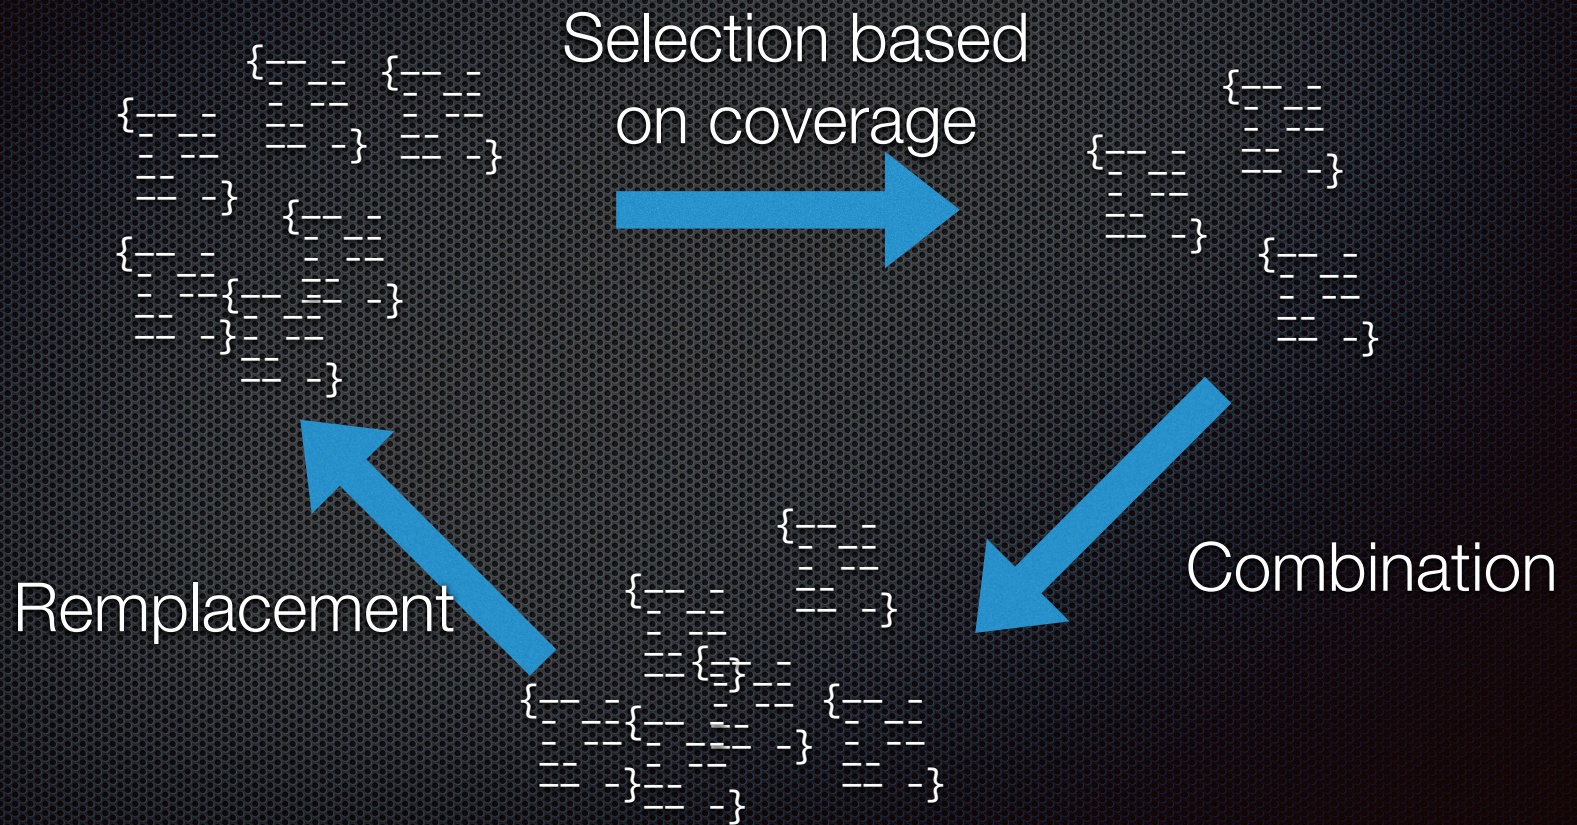 Selection based
on coverage
Combination
Remplacement